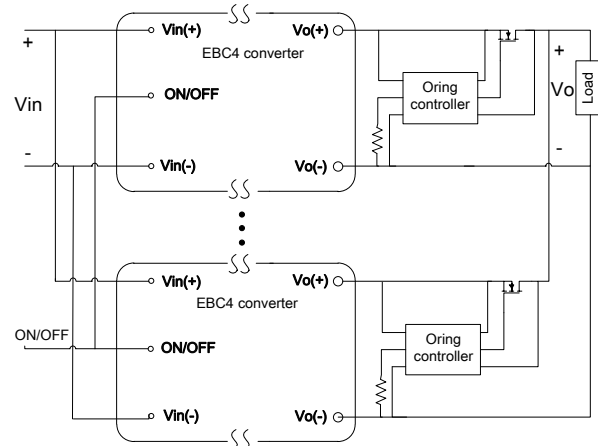 +
Vin
-
Vin(+)
Vo(+)
EBC4 converter
ON/OFF
Vin(-)
Vo(-)
Oring
controller
+
Vo
-
Load
Vin(+)
Vo(+)
EBC4 converter
ON/OFF
ON/OFF
Vin(-)
Vo(-)
Oring
controller